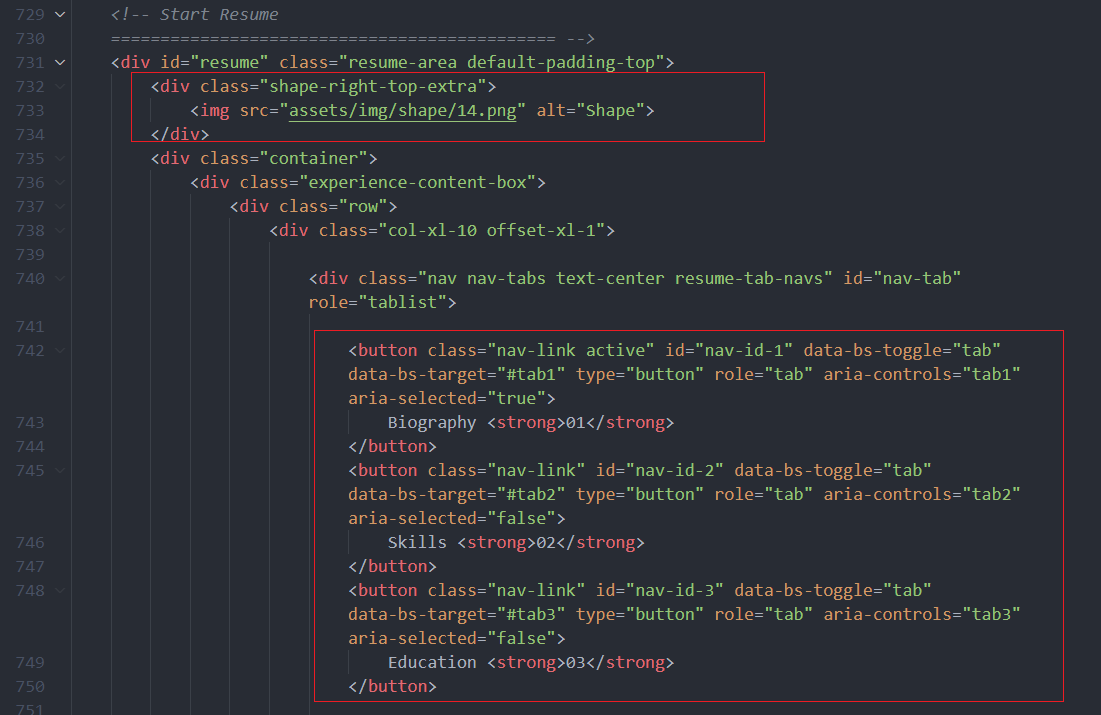 729 <!-- Start Resume
730 ============================================= -->
731 <div id="resume" class="resume-area default-padding-top">
732 <div class="shape-right-top-extra">
733 <img src="assets/img/shape/14.png" alt="Shape">
734 </div>
735 <div class="container">
736 <div class="experience-content-box">
737 <div class="row">
738 <div class="col-xl-10 offset-xl-1">
739
740 <div class="nav nav-tabs text-center resume-tab-navs" id="nav-tab"
role="tablist">
741
742 <button class="nav-link active" id="nav-id-1" data-bs-toggle="tab"
data-bs-target="#tab1" type="button" role="tab" aria-controls="tab1"
aria-selected="true">
743 Biography <strong>01</strong>
744 </button>
745 <button class="nav-link" id="nav-id-2" data-bs-toggle="tab"
data-bs-target="#tab2" type="button" role="tab" aria-controls="tab2"
aria-selected="false">
746 Skills <strong>02</strong>
747 </button>
748 <button class="nav-link" id="nav-id-3" data-bs-toggle="tab"
data-bs-target="#tab3" type="button" role="tab" aria-controls="tab3"
aria-selected="false">
749 Education <strong>03</strong>
750 </button>
751